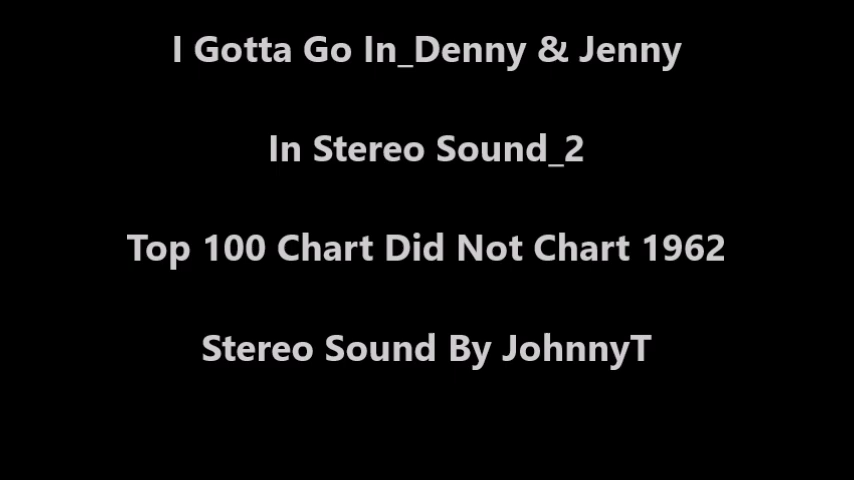 I Gotta Go In_Denny & Jenny
In Stereo Sound_2
Top 100 Chart Did Not Chart 1962
Stereo Sound By JohnnyT